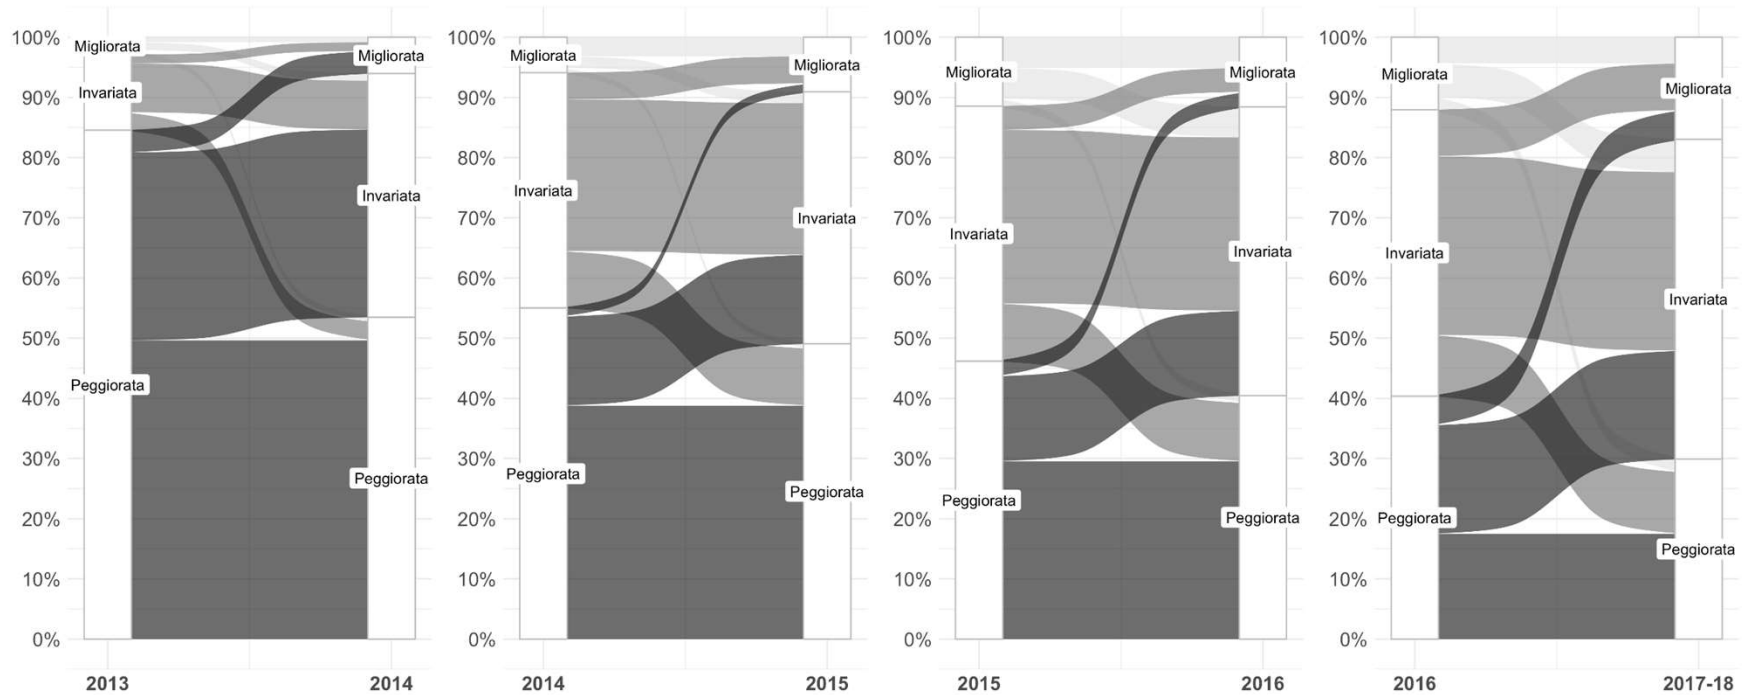 100%
90%
80%
70%
60%
50%
40%
30%
20%
10%
0%
Migliorata
Invariata
Peggiorata
Migliorata
Invariata
Peggiorata
2013
2014
100%
90%
80%
70%
60%
50%
40%
30%
20%
10%
0%
Migliorata
Invariata
Peggiorata
Migliorata
Invariata
Peggiorata
2014
2015
100%
90%
80%
70%
60%
50%
40%
30%
20%
10%
0%
Migliorata
Invariata
Peggiorata
Migliorata
Invariata
Peggiorata
2015
2016
100%
90%
80%
70%
60%
50%
40%
30%
20%
10%
0%
Migliorata
Invariata
Peggiorata
Migliorata
Invariata
Peggiorata
2016
2017-18